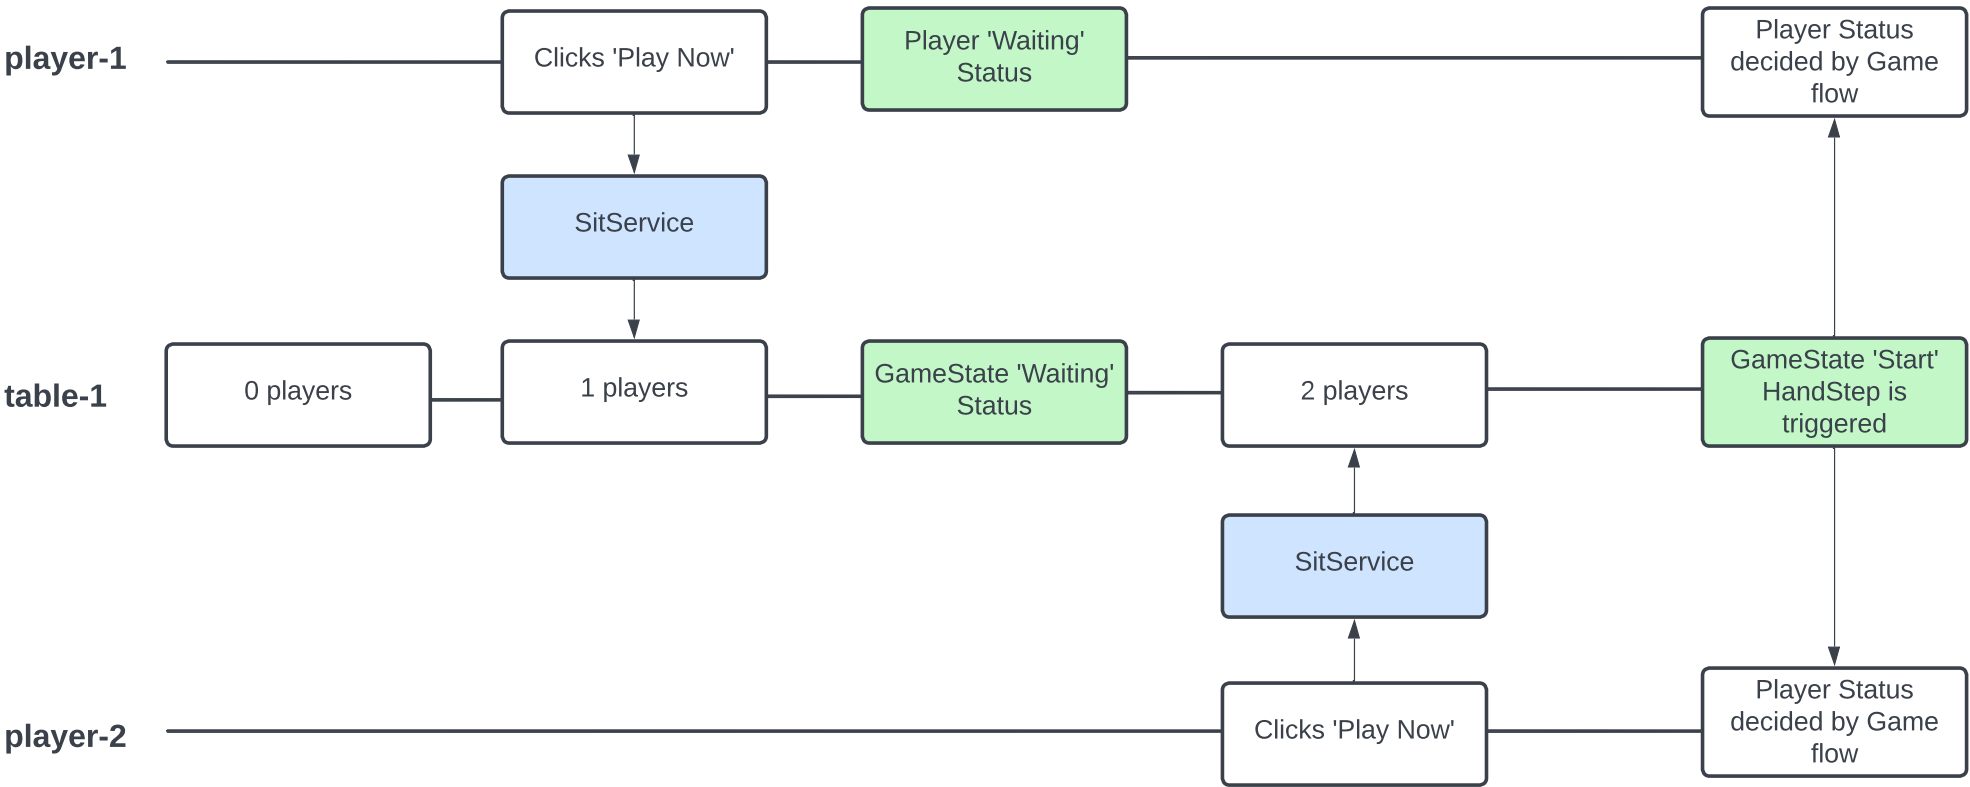 player-1
Clicks 'Play Now'
Player 'Waiting'
Status
Player Status
decided by Game
flow
SitService
table-1
0 players
1 players
GameState 'Waiting'
Status
2 players
GameState 'Start'
HandStep is
triggered
SitService
player-2
Clicks 'Play Now'
Player Status
decided by Game
flow